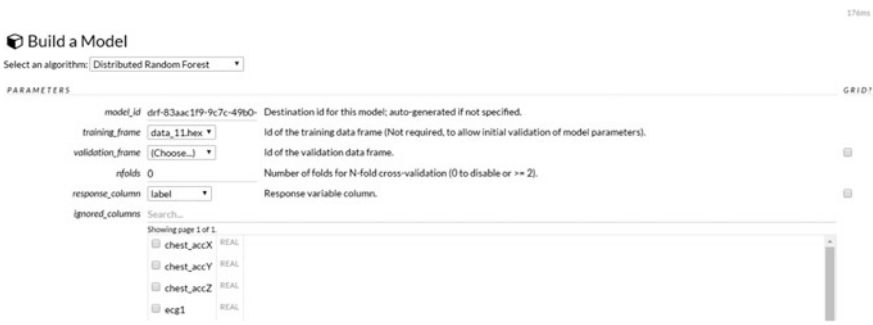 176ms
Build a Model
Select an algorithm: Distributed Random Forest
PARAMETERS GRID?
model_id drf-83aac1f9-9c7c-49b0- Destination id for this model; auto-generated if not specified.
training_frame data_11.hex Id of the training data frame (Not required, to allow initial validation of model parameters).
validation_frame (Choose...) Id of the validation data frame.
nfolds 0 Number of folds for N-fold cross-validation (0 to disable or >= 2).
response_column label Response variable column.
ignored_columns Search...
Showing page 1 of 1.
chest_accX REAL
chest_accY REAL
chest_accZ REAL
ecg1 REAL